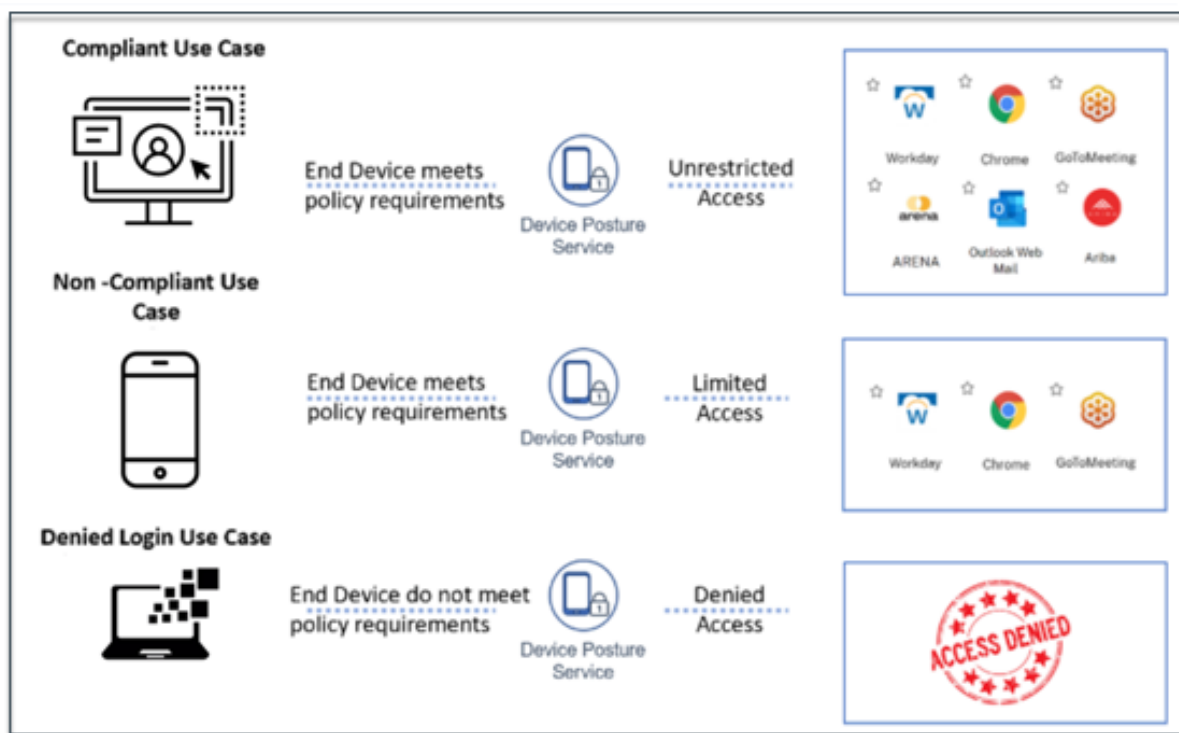 Compliant Use Case
End Device meets
policy requirements
Device Posture
Service
Unrestricted
Access
W
Workday
Chrome
GoToMeeting
arena
ARENA
Outlook Web
Mail
Ariba
Non -Compliant Use
Case
End Device meets
policy requirements
Device Posture
Service
Limited
Access
W
Workday
Chrome
GoToMeeting
Denied Login Use Case
End Device do not meet
policy requirements
Device Posture
Service
Denied
Access
ACCESS DENIED